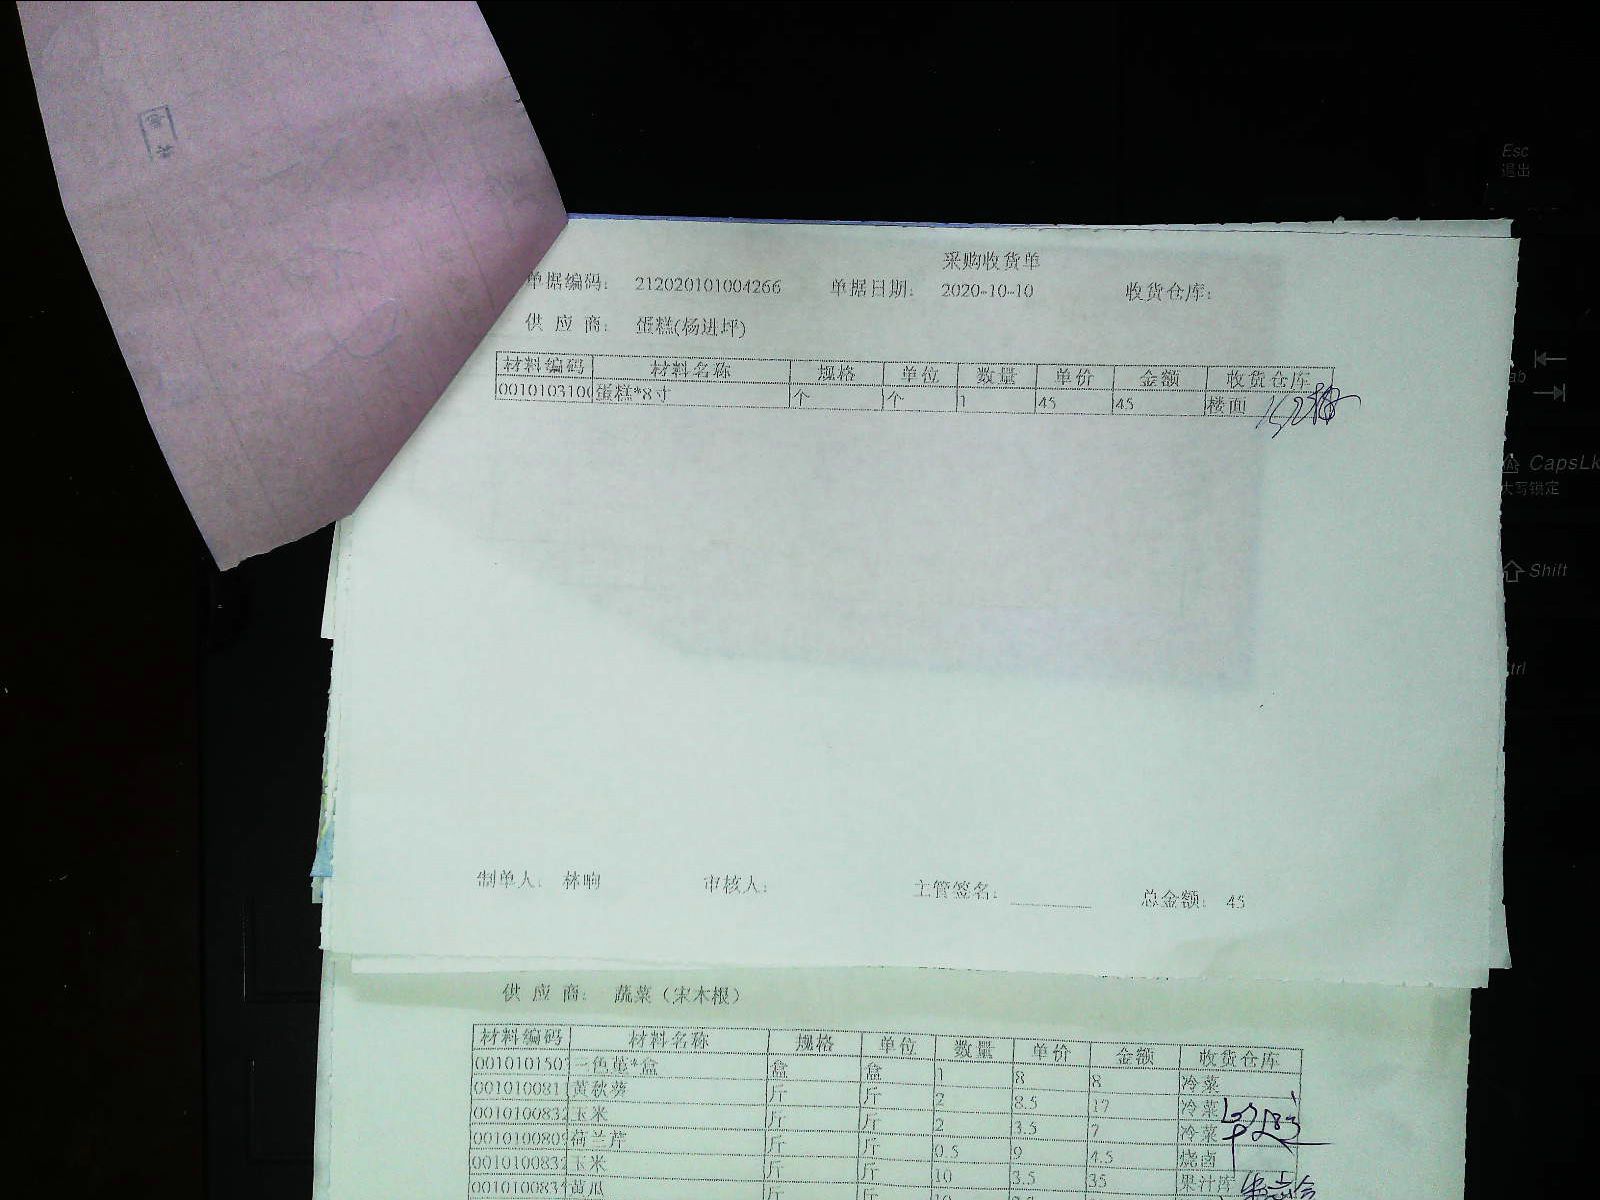 采购收货单
单据编码: 212020101004266 单据日期: 2020-10-10 收货仓库:
供 应 商: 蛋糕(杨进坪)
材料编码 材料名称 规格 单位 数量 单价 金额 收货仓库
0010103100 蛋糕*8寸 个 个 1 45 45 楼面
制单人: 林昫 审核人: 主管签名: 总金额: 45
供 应 商: 蔬菜（宋木根）
材料编码 材料名称 规格 单位 数量 单价 金额 收货仓库
001010150 三色堇*盒 盒 盒 1 8 8 冷菜
001010081 黄秋葵 斤 斤 2 8.5 17 冷菜
001010083 玉米 斤 斤 2 3.5 7 冷菜
001010080 荷兰芹 斤 斤 0.5 9 4.5 烧卤
001010083 玉米 斤 斤 10 3.5 35 果汁库
001010083 黄瓜 斤 斤 10
Esc
退出
CapsLk
大写锁定
Shift